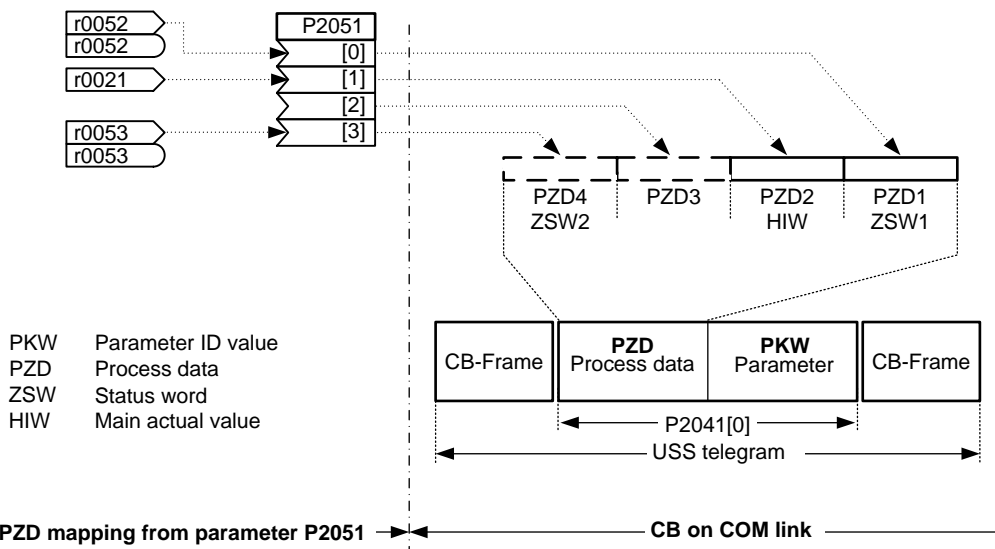 r0052
r0052
r0021
r0053
r0053
P2051
[0]
[1]
[2]
[3]
PZD4
ZSW2
PZD3
PZD2
HIW
PZD1
ZSW1
PKW Parameter ID value
PZD Process data
ZSW Status word
HIW Main actual value
CB-Frame
PZD
Process data
PKW
Parameter
CB-Frame
P2041[0]
USS telegram
PZD mapping from parameter P2051
CB on COM link